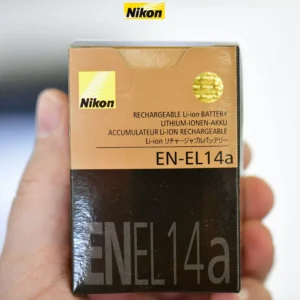 Nikon
Nikon
RECHARGEABLE Li-ion BATTERY
LITHIUM-IONEN-AKKU
ACCUMULATEUR Li-ION RECHARGEABLE
Li-ion リチャージャブルバッテリー
EN-EL14a
ENEL14a